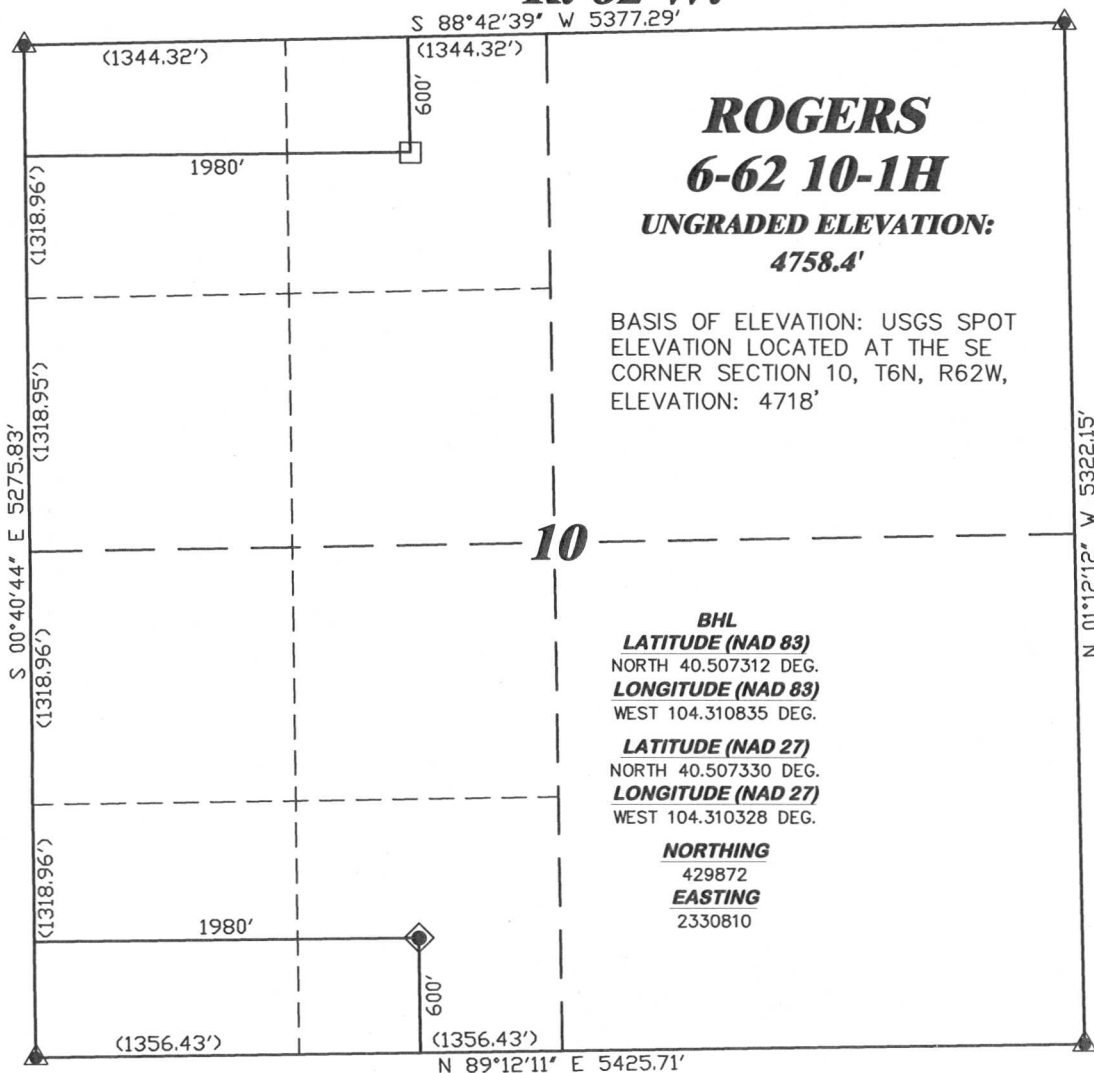 S 88°42'39" W 5377.29'
(1344.32')
(1344.32')
600'
1980'
(1318.96')
ROGERS
6-62 10-1H
UNGRADED ELEVATION:
4758.4'
BASIS OF ELEVATION: USGS SPOT
ELEVATION LOCATED AT THE SE
CORNER SECTION 10, T6N, R62W,
ELEVATION: 4718'
(1318.95')
S 00°40'44" E 5275.83'
N 01°12'12" W 5322.15'
10
(1318.96')
BHL
LATITUDE (NAD 83)
NORTH 40.507312 DEG.
LONGITUDE (NAD 83)
WEST 104.310835 DEG.
LATITUDE (NAD 27)
NORTH 40.507330 DEG.
LONGITUDE (NAD 27)
WEST 104.310328 DEG.
NORTHING
429872
EASTING
2330810
(1318.96')
1980'
600'
(1356.43')
(1356.43')
N 89°12'11" E 5425.71'